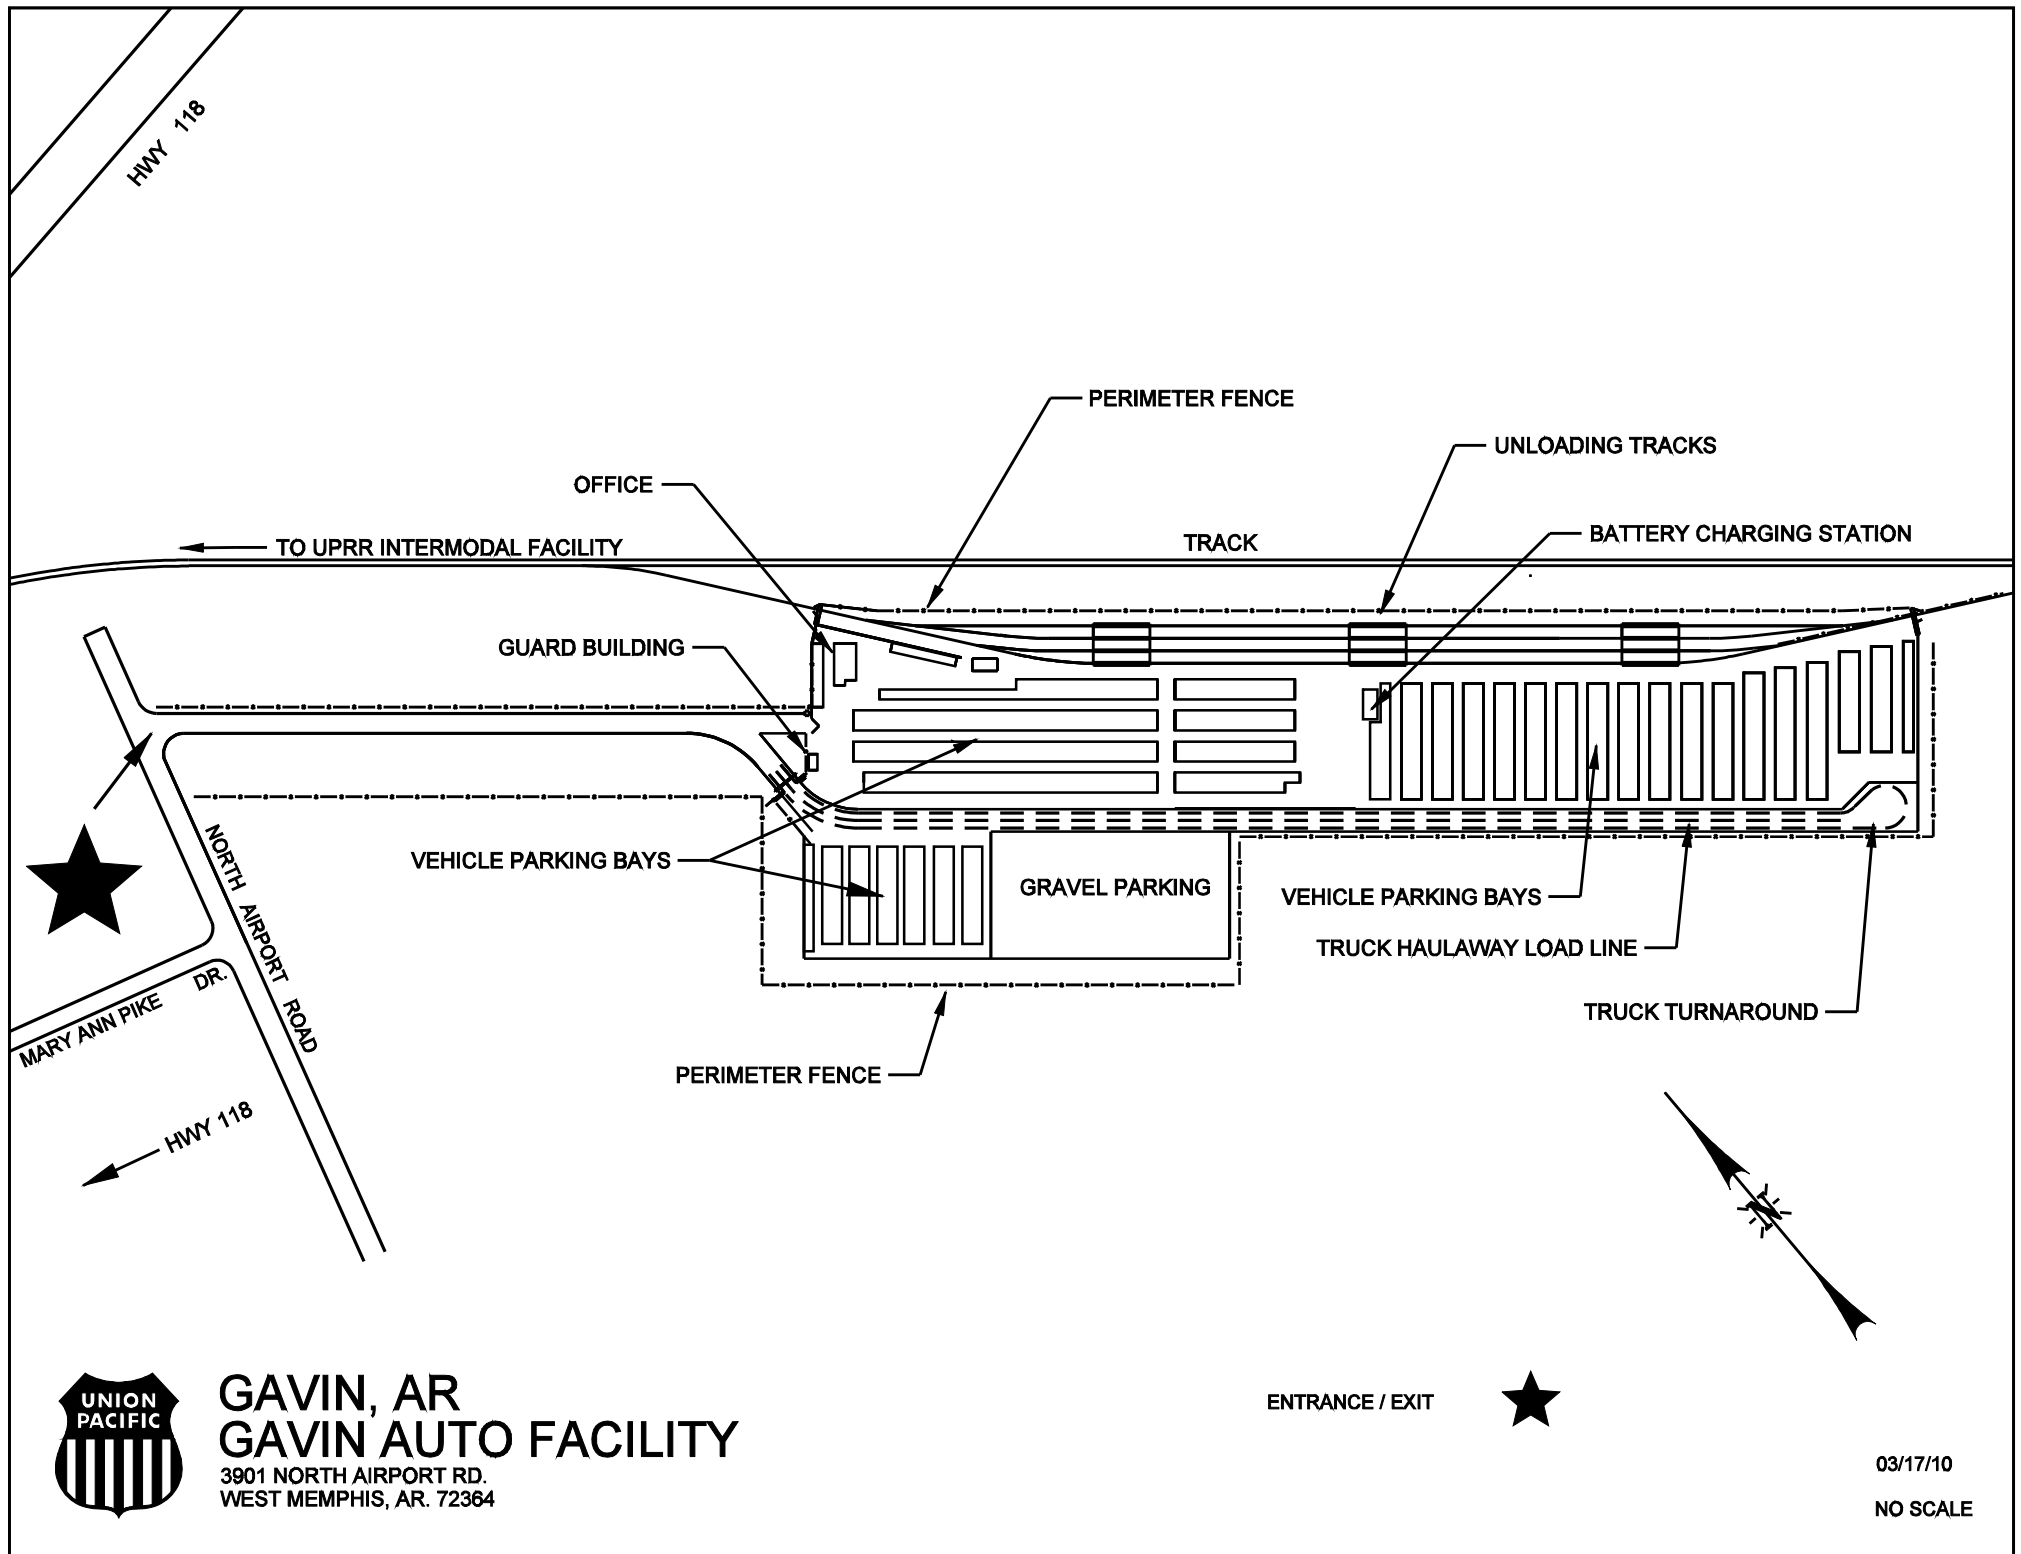 HWY 118
PERIMETER FENCE
UNLOADING TRACKS
OFFICE
BATTERY CHARGING STATION
TO UPRR INTERMODAL FACILITY
TRACK
GUARD BUILDING
VEHICLE PARKING BAYS
GRAVEL PARKING
VEHICLE PARKING BAYS
TRUCK HAULAWAY LOAD LINE
TRUCK TURNAROUND
NORTH AIRPORT ROAD
MARY ANN PIKE DR.
PERIMETER FENCE
HWY 118
N
UNION
PACIFIC
GAVIN, AR
GAVIN AUTO FACILITY
3901 NORTH AIRPORT RD.
WEST MEMPHIS, AR. 72364
ENTRANCE / EXIT
03/17/10
NO SCALE